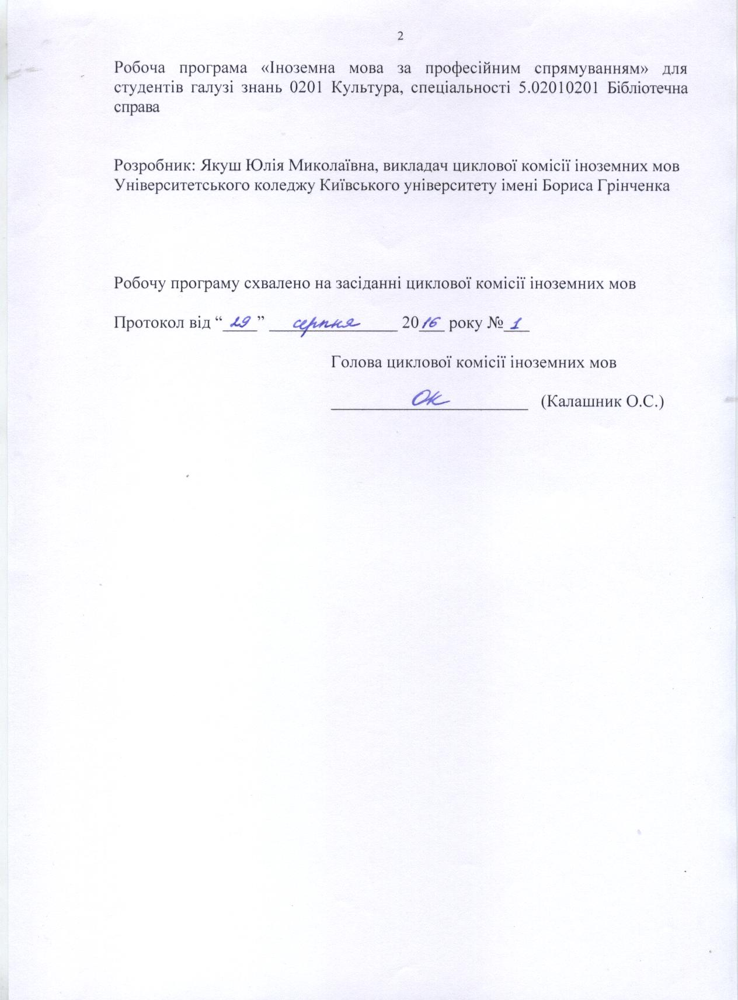 2
Робоча програма «Іноземна мова за професійним спрямуванням» для
студентів галузі знань 0201 Культура, спеціальності 5.02010201 Бібліотечна
справа
Розробник: Якуш Юлія Миколаївна, викладач циклової комісії іноземних мов
Університетського коледжу Київського університету імені Бориса Грінченка
Робочу програму схвалено на засіданні циклової комісії іноземних мов
Протокол від “29” серпня 2016 року №1
Голова циклової комісії іноземних мов
ОК (Калашник О.С.)